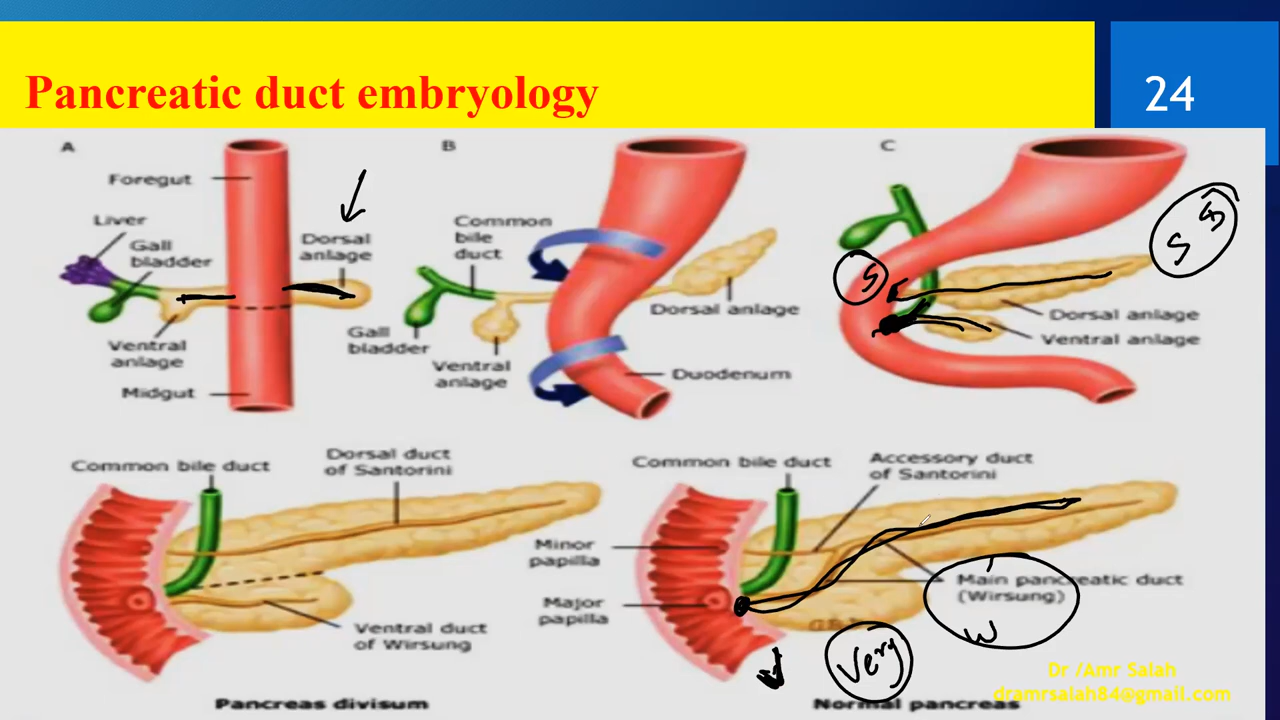 Pancreatic duct embryology
24
A
B
C
Foregut
Liver
Gall
bladder
Dorsal
anlage
Ventral
anlage
Midgut
Common
bile
duct
Gall
bladder
Ventral
anlage
Dorsal anlage
Duodenum
S
S
Dorsal anlage
Ventral anlage
Common bile duct
Dorsal duct
of Santorini
Ventral duct
of Wirsung
Pancreas divisum
Common bile duct
Accessory duct
of Santorini
Minor
papilla
Major
papilla
Main pancreatic duct
(Wirsung)
W
Very
Normal pancreas
Dr /Amr Salah
dramrsalah84@gmail.com